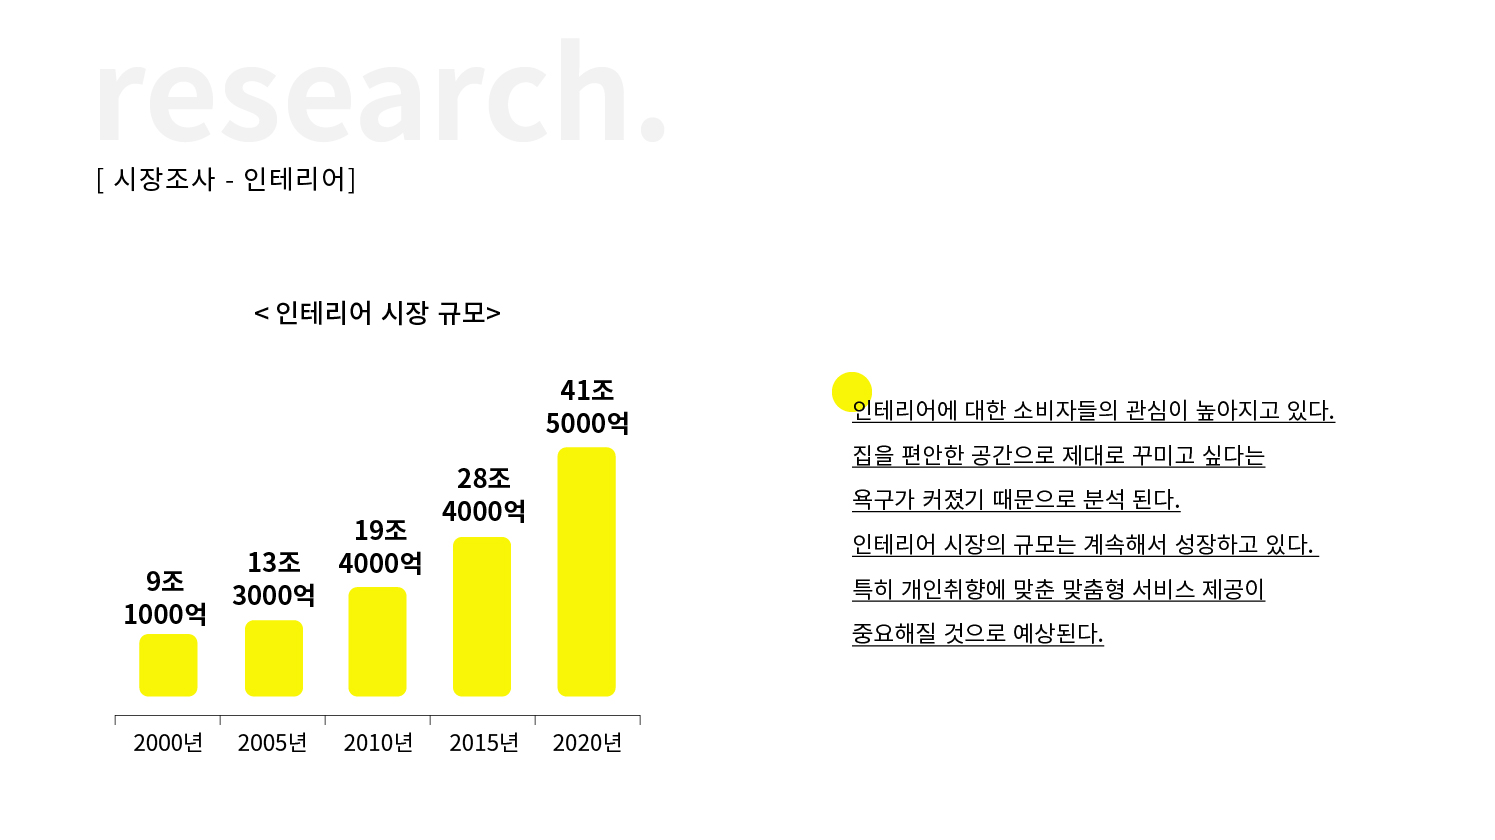 research.
[ 시장조사 - 인테리어]
< 인테리어 시장 규모>
9조
1000억
13조
3000억
19조
4000억
28조
4000억
41조
5000억
2000년
2005년
2010년
2015년
2020년
인테리어에 대한 소비자들의 관심이 높아지고 있다.
집을 편안한 공간으로 제대로 꾸미고 싶다는
욕구가 커졌기 때문으로 분석 된다.
인테리어 시장의 규모는 계속해서 성장하고 있다.
특히 개인취향에 맞춘 맞춤형 서비스 제공이
중요해질 것으로 예상된다.